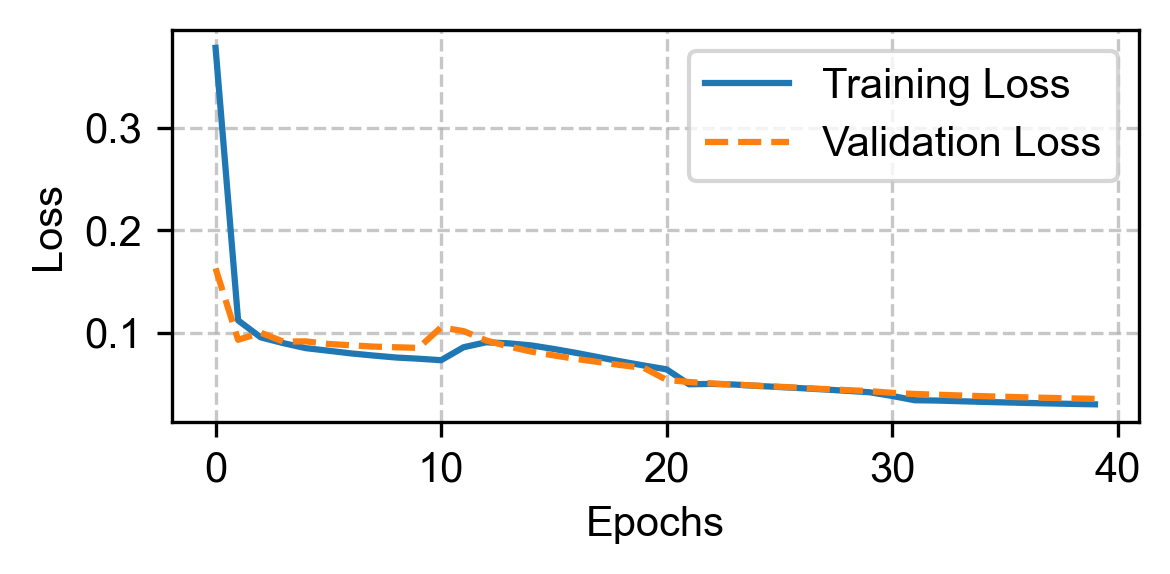 Training Loss
Validation Loss
0.3
0.2
0.1
Loss
0 10 20 30 40
Epochs